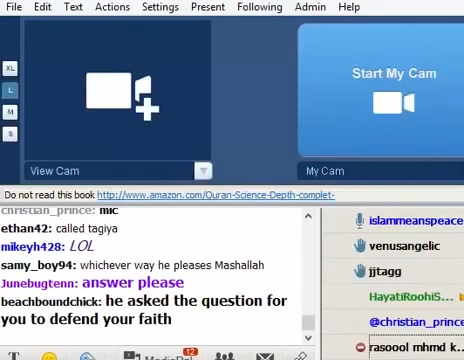 File Edit Text Actions Settings Present Following Admin Help
XL
L
M
S
Start My Cam
View Cam
My Cam
Do not read this book http://www.amazon.com/Quran-Science-Depth-complet-
christian_prince: mic
ethan42: called tagiya
mikeyh428: LOL
samy_boy94: whichever way he pleases Mashallah
Junebugtenn: answer please
beachboundchick: he asked the question for
you to defend your faith
islammeanspeace
venusangelic
jjtagg
HayatiRoohiS...
@christian_prince
rasoool mhmd k...
T
12